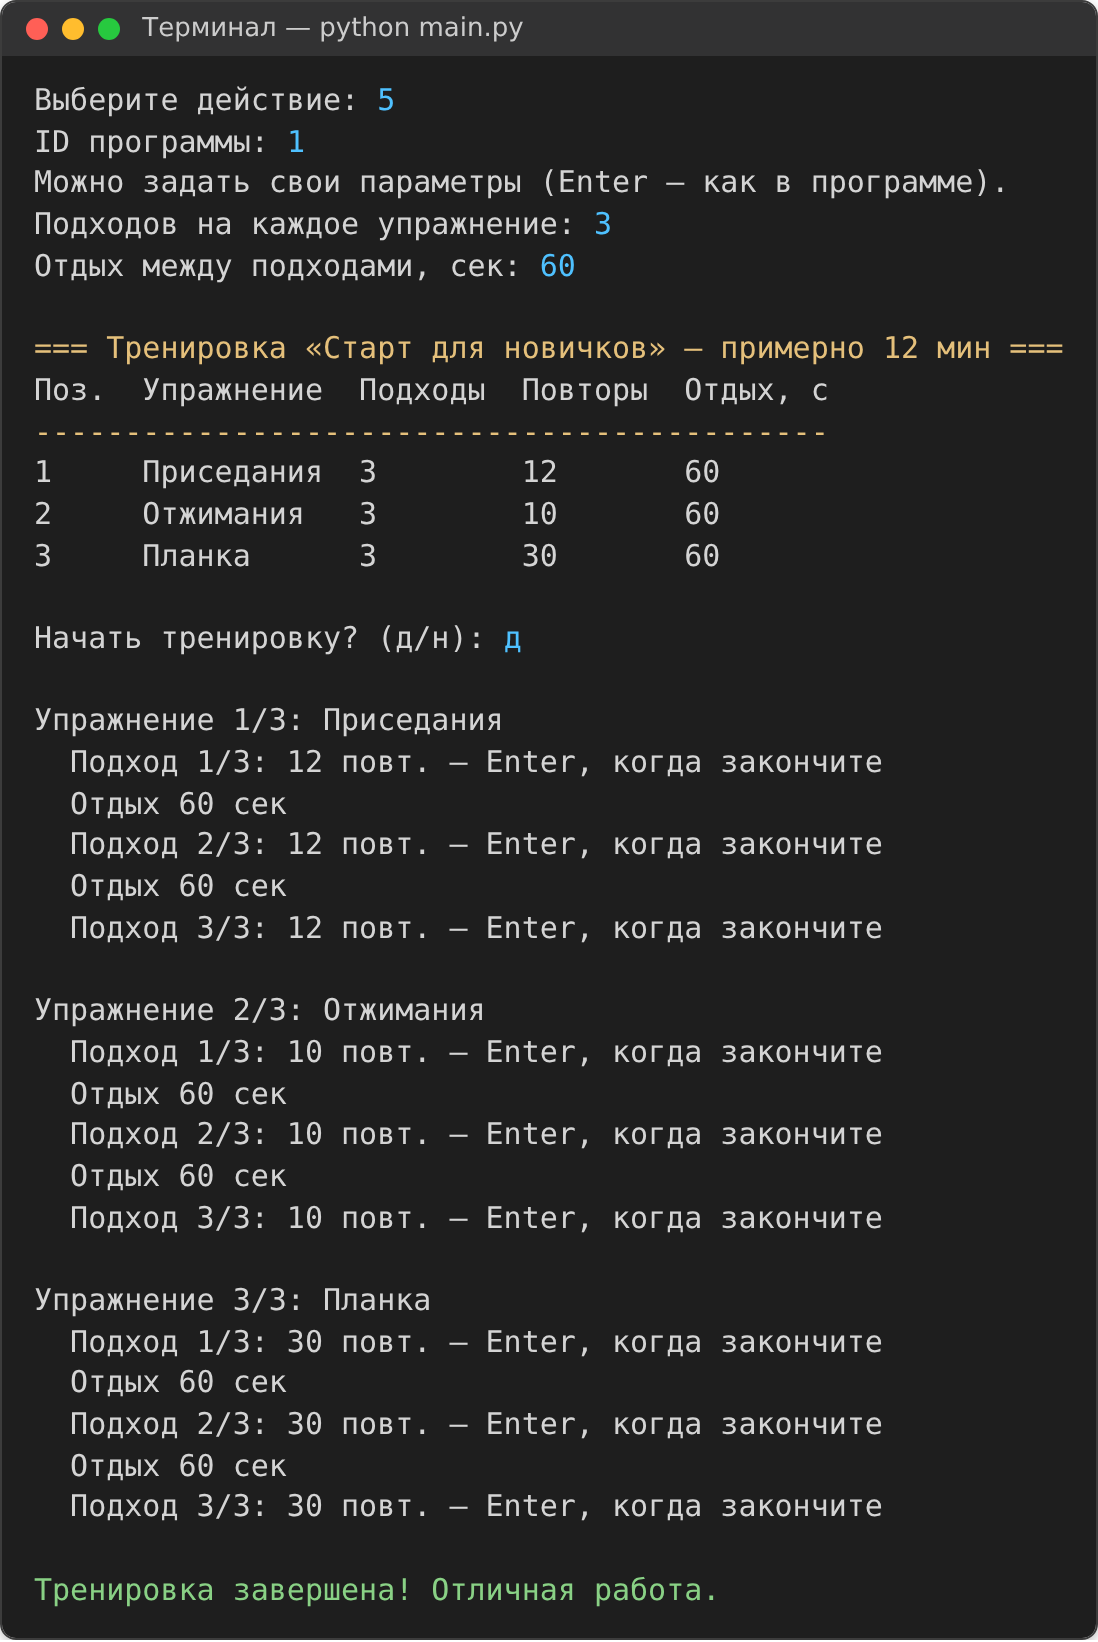 Терминал — python main.py
Выберите действие: 5
ID программы: 1
Можно задать свои параметры (Enter — как в программе).
Подходов на каждое упражнение: 3
Отдых между подходами, сек: 60
=== Тренировка «Старт для новичков» — примерно 12 мин ===
Поз.  Упражнение  Подходы  Повторы  Отдых, с
--------------------------------------------
1     Приседания  3        12       60
2     Отжимания   3        10       60
3     Планка      3        30       60
Начать тренировку? (д/н): д
Упражнение 1/3: Приседания
  Подход 1/3: 12 повт. — Enter, когда закончите
  Отдых 60 сек
  Подход 2/3: 12 повт. — Enter, когда закончите
  Отдых 60 сек
  Подход 3/3: 12 повт. — Enter, когда закончите
Упражнение 2/3: Отжимания
  Подход 1/3: 10 повт. — Enter, когда закончите
  Отдых 60 сек
  Подход 2/3: 10 повт. — Enter, когда закончите
  Отдых 60 сек
  Подход 3/3: 10 повт. — Enter, когда закончите
Упражнение 3/3: Планка
  Подход 1/3: 30 повт. — Enter, когда закончите
  Отдых 60 сек
  Подход 2/3: 30 повт. — Enter, когда закончите
  Отдых 60 сек
  Подход 3/3: 30 повт. — Enter, когда закончите
Тренировка завершена! Отличная работа.